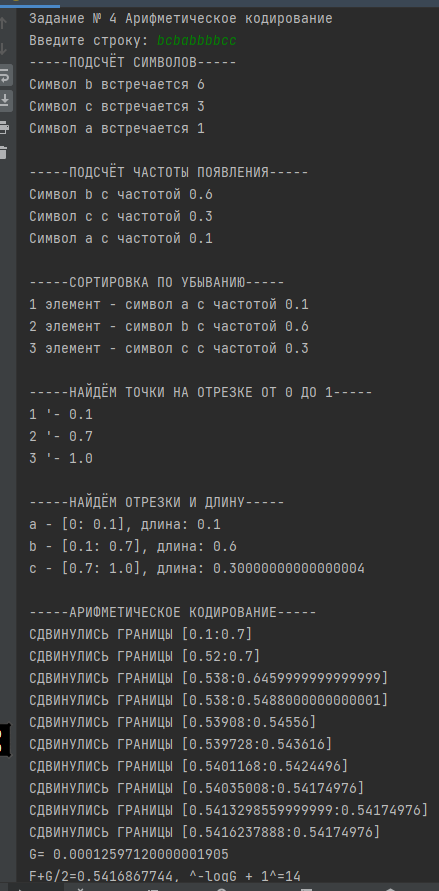 Задание № 4 Арифметическое кодирование
Введите строку: bcbabbbbcc
-----ПОДСЧЁТ СИМВОЛОВ-----
Символ b встречается 6
Символ c встречается 3
Символ a встречается 1
-----ПОДСЧЁТ ЧАСТОТЫ ПОЯВЛЕНИЯ-----
Символ b с частотой 0.6
Символ c с частотой 0.3
Символ a с частотой 0.1
-----СОРТИРОВКА ПО УБЫВАНИЮ-----
1 элемент - символ a с частотой 0.1
2 элемент - символ b с частотой 0.6
3 элемент - символ c с частотой 0.3
-----НАЙДЁМ ТОЧКИ НА ОТРЕЗКЕ ОТ 0 ДО 1-----
1 '- 0.1
2 '- 0.7
3 '- 1.0
-----НАЙДЁМ ОТРЕЗКИ И ДЛИНУ-----
a - [0: 0.1], длина: 0.1
b - [0.1: 0.7], длина: 0.6
c - [0.7: 1.0], длина: 0.30000000000000004
-----АРИФМЕТИЧЕСКОЕ КОДИРОВАНИЕ-----
СДВИНУЛИСЬ ГРАНИЦЫ [0.1:0.7]
СДВИНУЛИСЬ ГРАНИЦЫ [0.52:0.7]
СДВИНУЛИСЬ ГРАНИЦЫ [0.538:0.6459999999999999]
СДВИНУЛИСЬ ГРАНИЦЫ [0.538:0.5488000000000001]
СДВИНУЛИСЬ ГРАНИЦЫ [0.53908:0.54556]
СДВИНУЛИСЬ ГРАНИЦЫ [0.539728:0.543616]
СДВИНУЛИСЬ ГРАНИЦЫ [0.5401168:0.5424496]
СДВИНУЛИСЬ ГРАНИЦЫ [0.54035008:0.54174976]
СДВИНУЛИСЬ ГРАНИЦЫ [0.5413298559999999:0.54174976]
СДВИНУЛИСЬ ГРАНИЦЫ [0.5416237888:0.54174976]
G= 0.00012597120000001905
F+G/2=0.5416867744, ^-logG + 1^=14